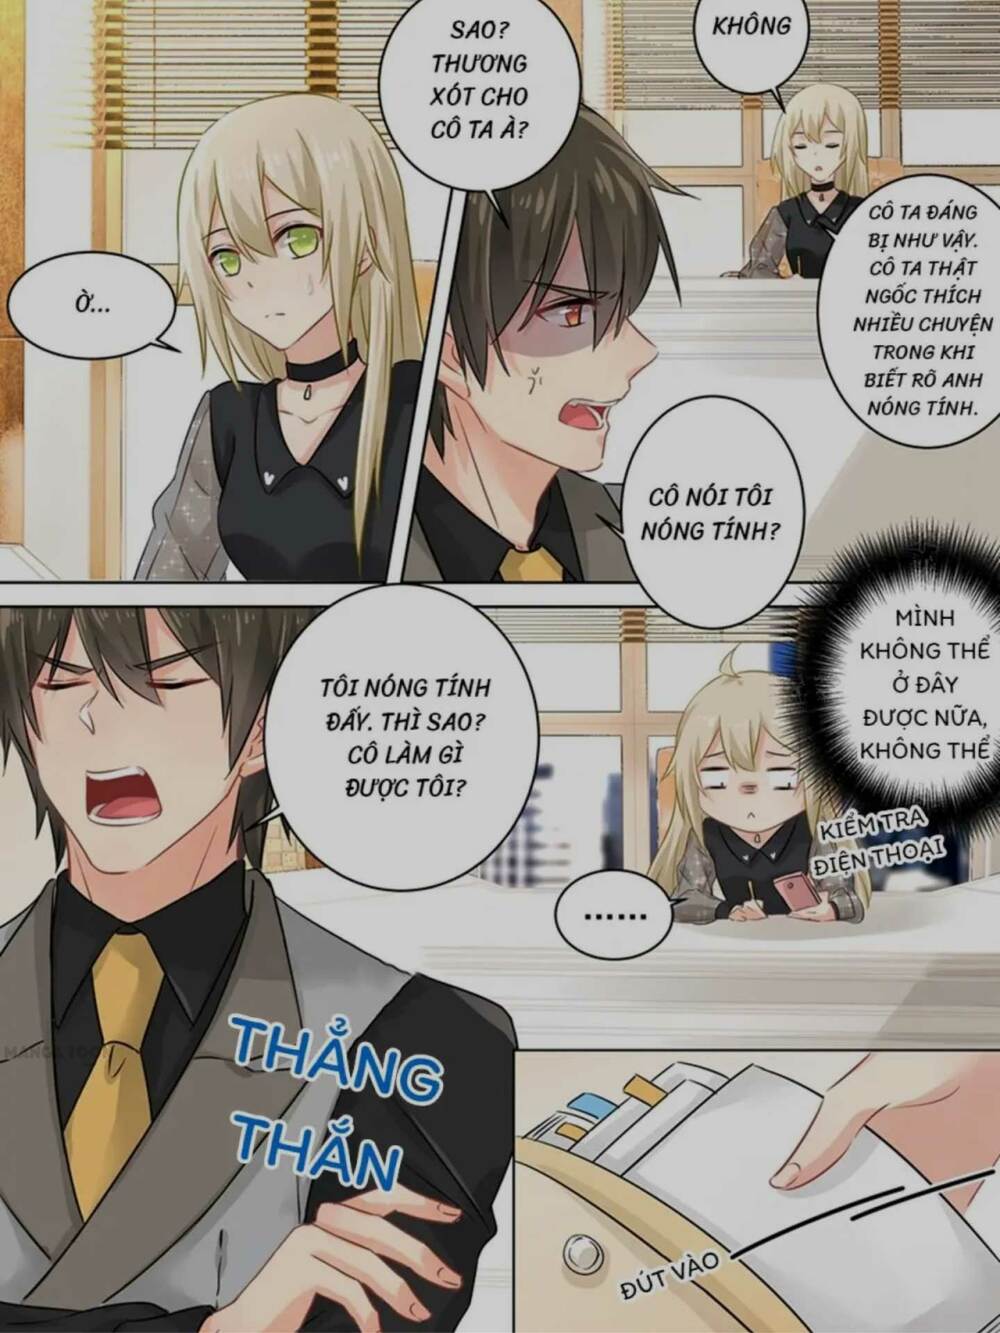 SAO?
THƯƠNG
XÓT CHO
CÔ TA À?
KHÔNG
Ờ...
CÔ TA ĐÁNG
BỊ NHƯ VẬY.
CÔ TA THẬT
NGỐC THÍCH
NHIỀU CHUYỆN
TRONG KHI
BIẾT RÕ ANH
NÓNG TÍNH.
CÔ NÓI TÔI
NÓNG TÍNH?
TÔI NÓNG TÍNH
ĐẤY. THÌ SAO?
CÔ LÀM GÌ
ĐƯỢC TÔI?
MÌNH
KHÔNG THỂ
Ở ĐÂY
ĐƯỢC NỮA,
KHÔNG THỂ
KIỂM TRA
ĐIỆN THOẠI
......
THẲNG
THẮN
MANGA TOON
ĐÚT VÀO